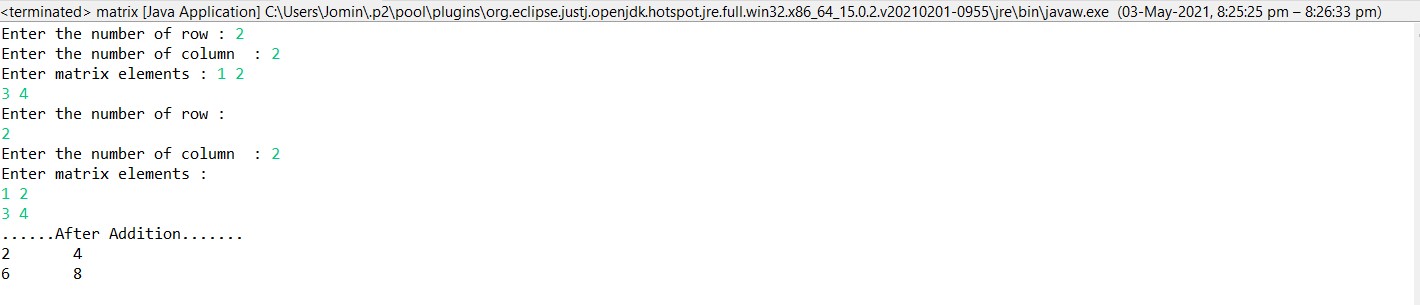 <terminated> matrix [Java Application] C:\Users\Jomin\.p2\pool\plugins\org.eclipse.justj.openjdk.hotspot.jre.full.win32.x86_64_15.0.2.v20210201-0955\jre\bin\javaw.exe  (03-May-2021, 8:25:25 pm – 8:26:33 pm)
Enter the number of row : 2
Enter the number of column  : 2
Enter matrix elements : 1 2
3 4
Enter the number of row :
2
Enter the number of column  : 2
Enter matrix elements :
1 2
3 4
......After Addition.......
2       4
6       8